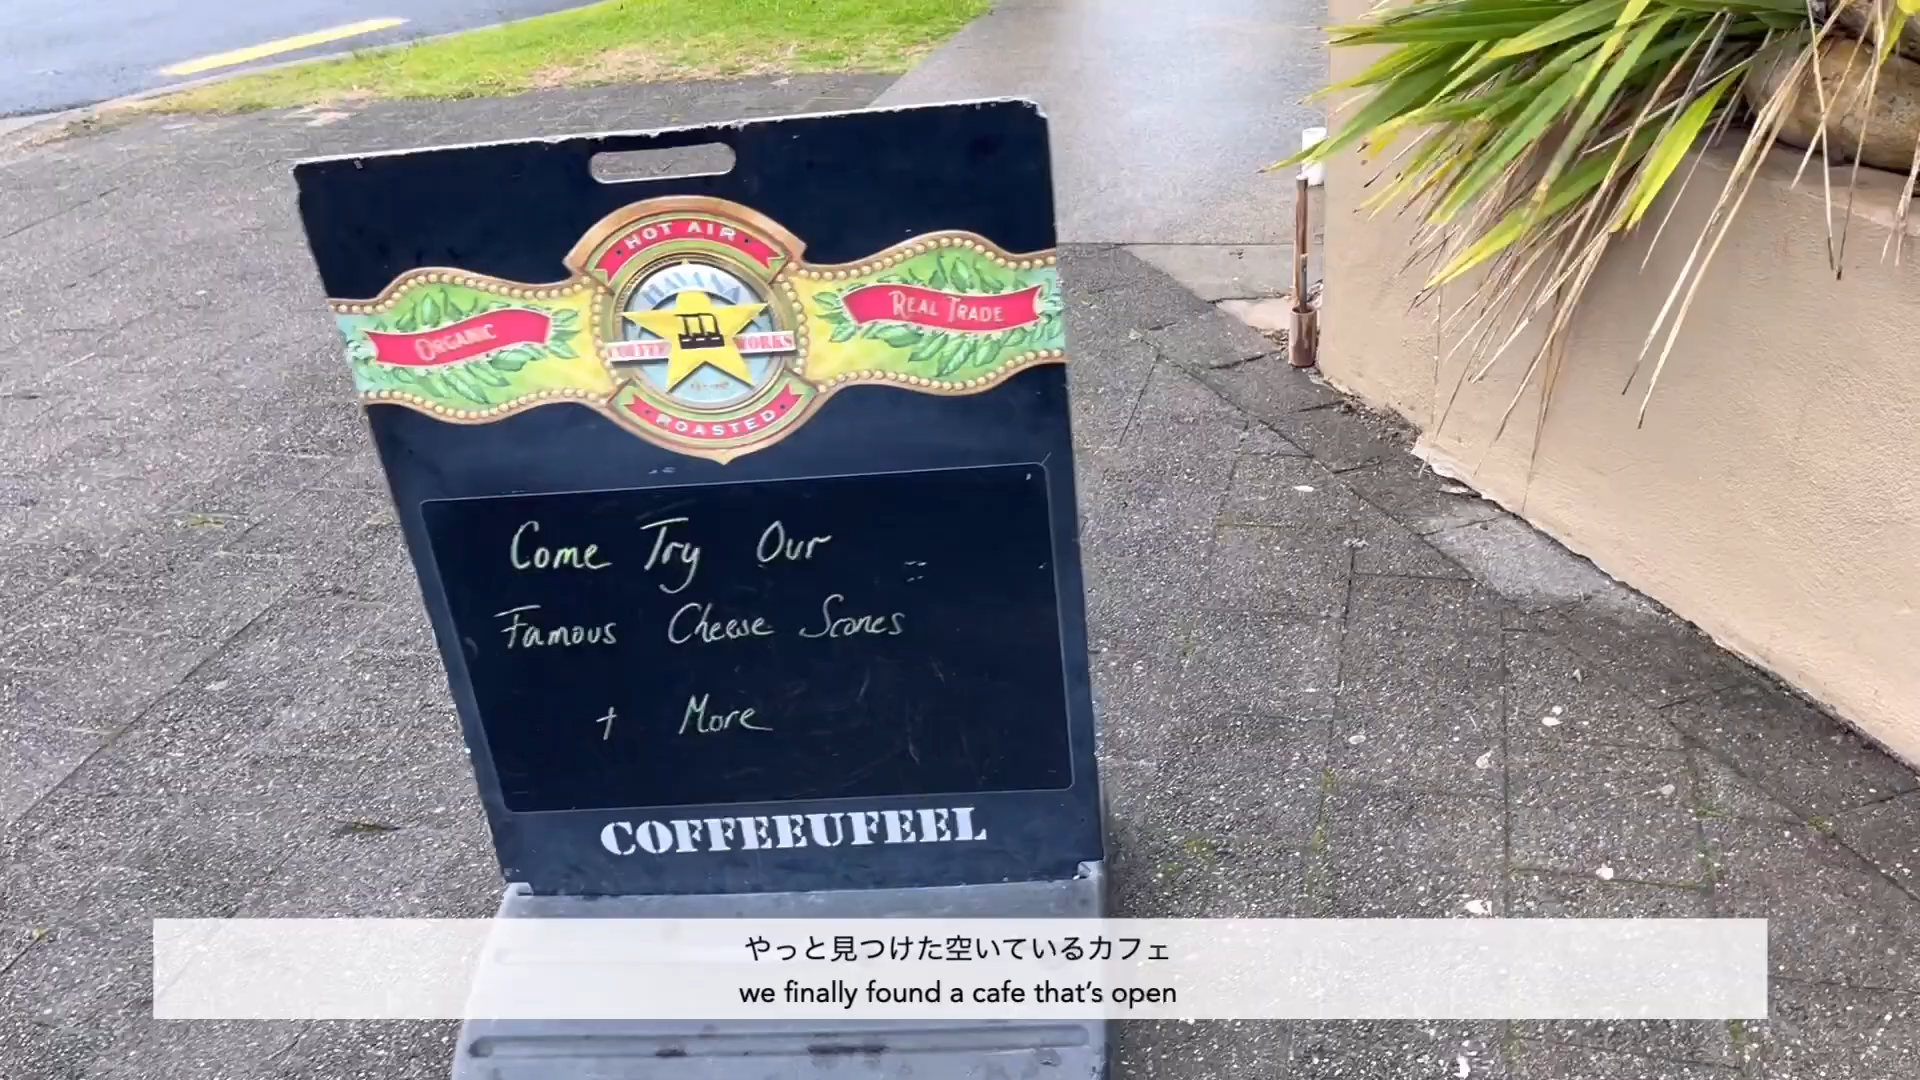 HOT AIR
HAVANA
ORGANIC
REAL TRADE
COFFEE WORKS
ROASTED
Come Try Our
Famous Cheese Scones
+ More
COFFEEUFEEL
やっと見つけた空いているカフェ
we finally found a cafe that's open